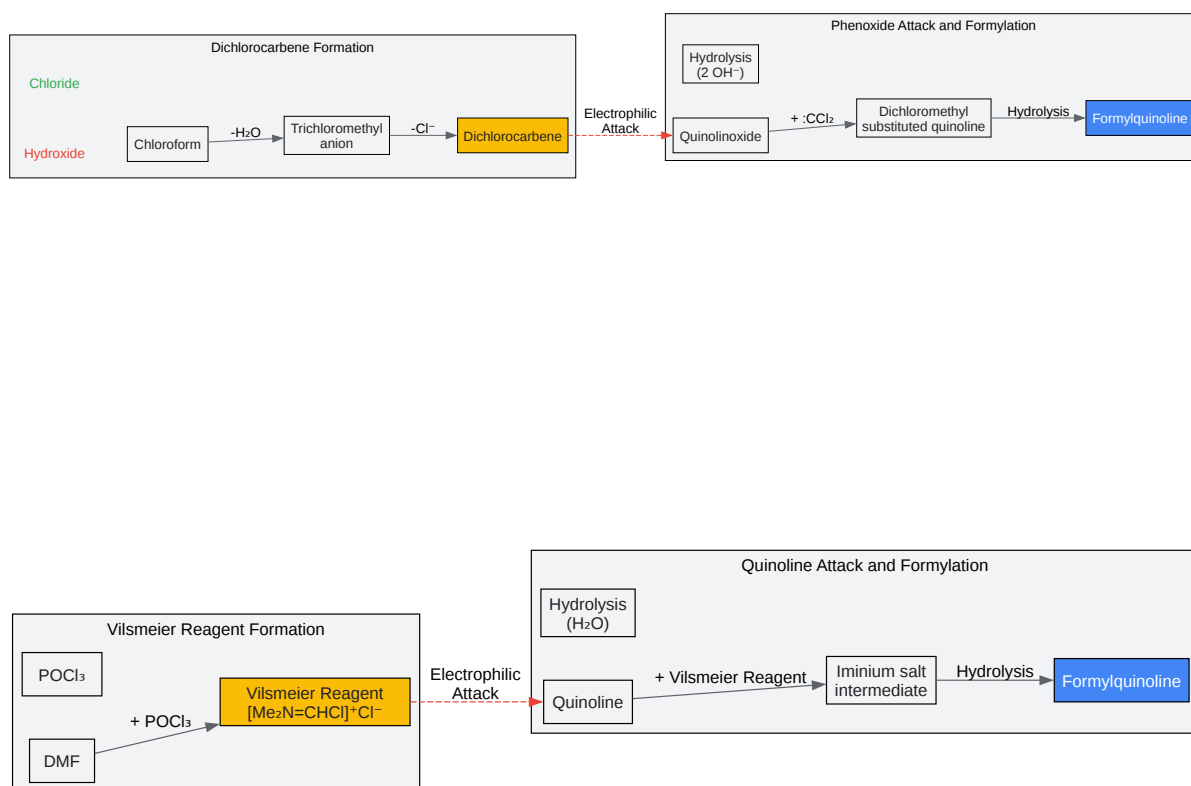 Dichlorocarbene Formation
Chloride
Hydroxide
Chloroform
-H₂O
Trichloromethyl
anion
-Cl⁻
Dichlorocarbene
Electrophilic
Attack
Phenoxide Attack and Formylation
Hydrolysis
(2 OH⁻)
Quinolinoxide
+ :CCl₂
Dichloromethyl
substituted quinoline
Hydrolysis
Formylquinoline
Vilsmeier Reagent Formation
POCl₃
DMF
+ POCl₃
Vilsmeier Reagent
[Me₂N=CHCl]⁺Cl⁻
Electrophilic
Attack
Quinoline Attack and Formylation
Hydrolysis
(H₂O)
Quinoline
+ Vilsmeier Reagent
Iminium salt
intermediate
Hydrolysis
Formylquinoline